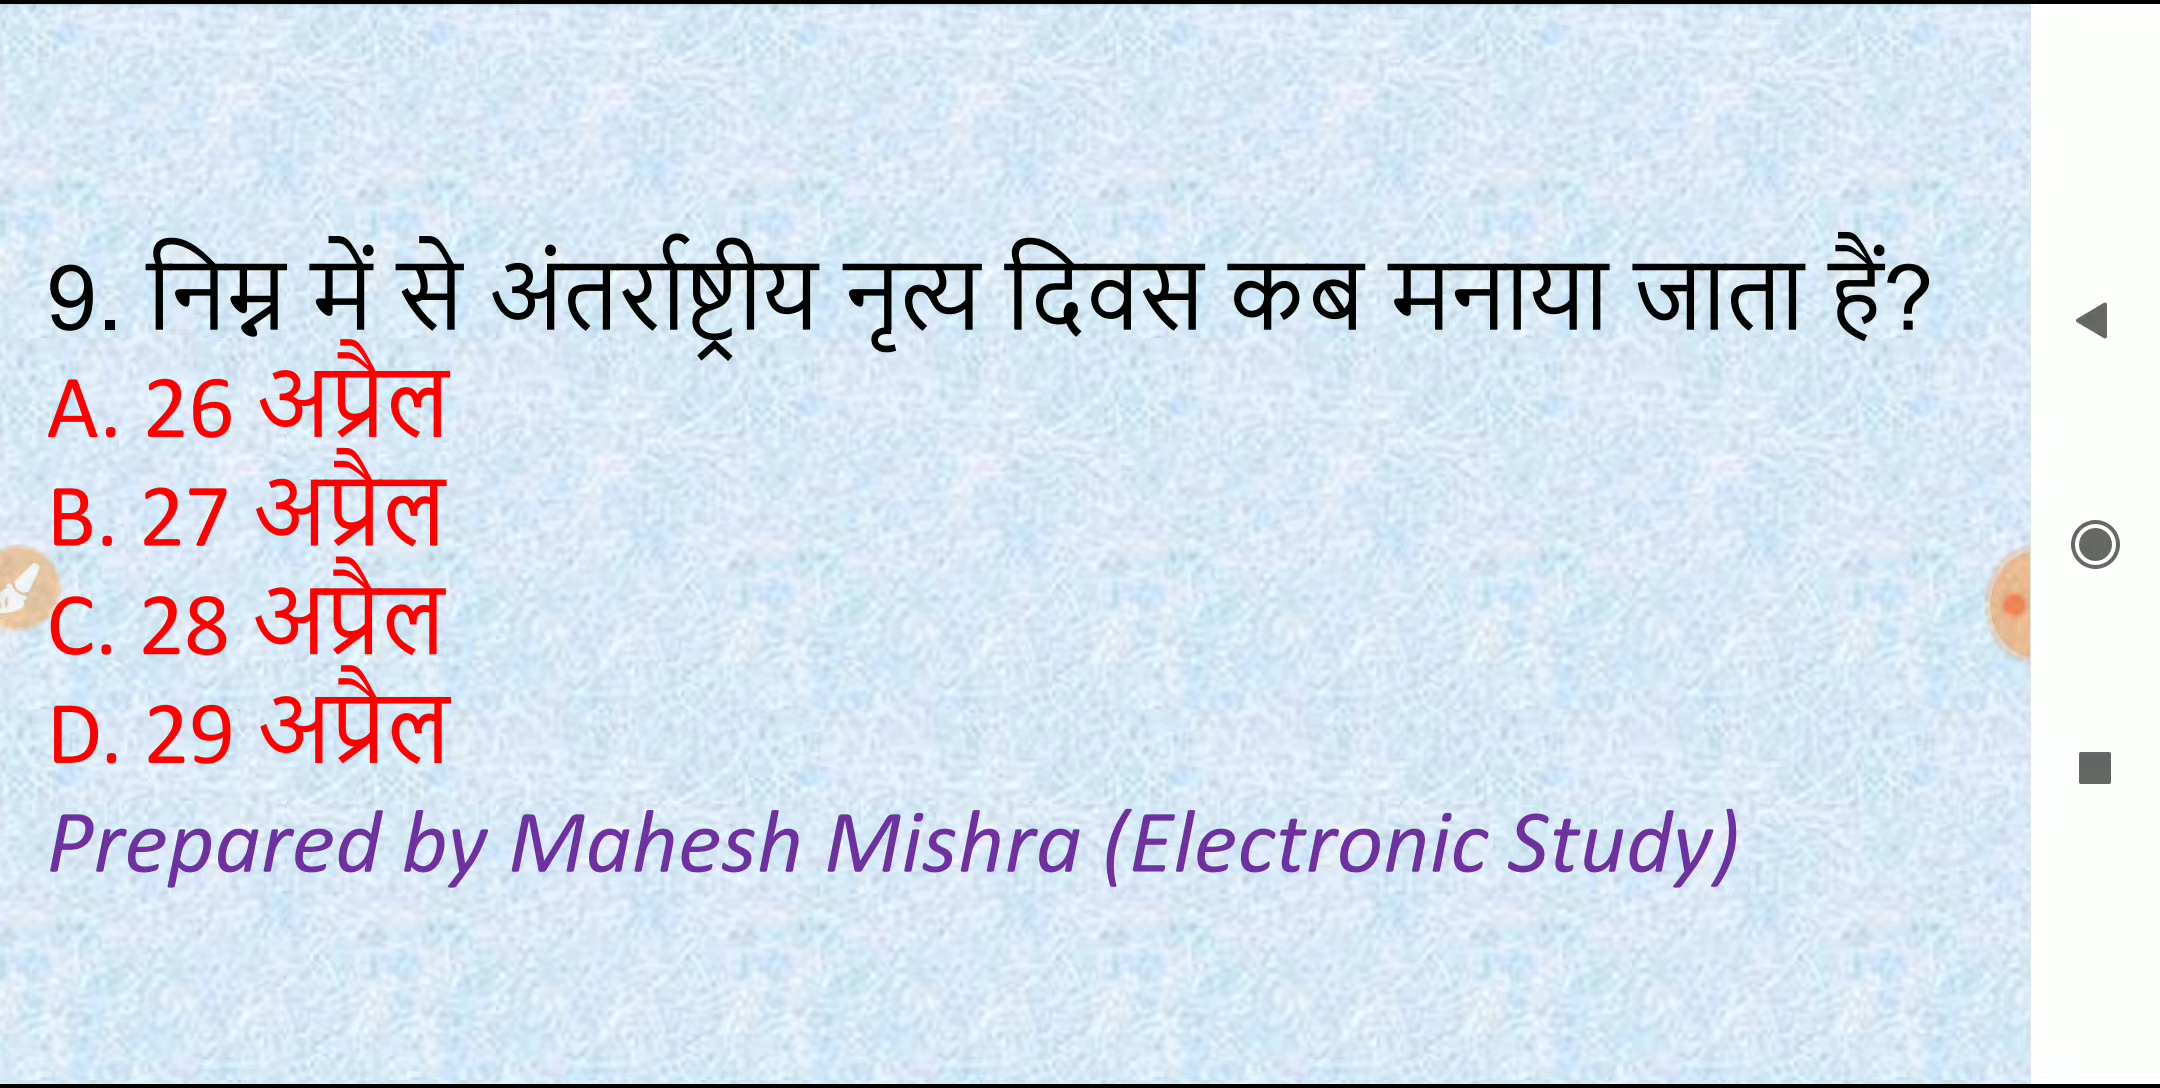 9. निम्न में से अंतर्राष्ट्रीय नृत्य दिवस कब मनाया जाता हैं?
A. 26 अप्रैल
B. 27 अप्रैल
C. 28 अप्रैल
D. 29 अप्रैल
Prepared by Mahesh Mishra (Electronic Study)